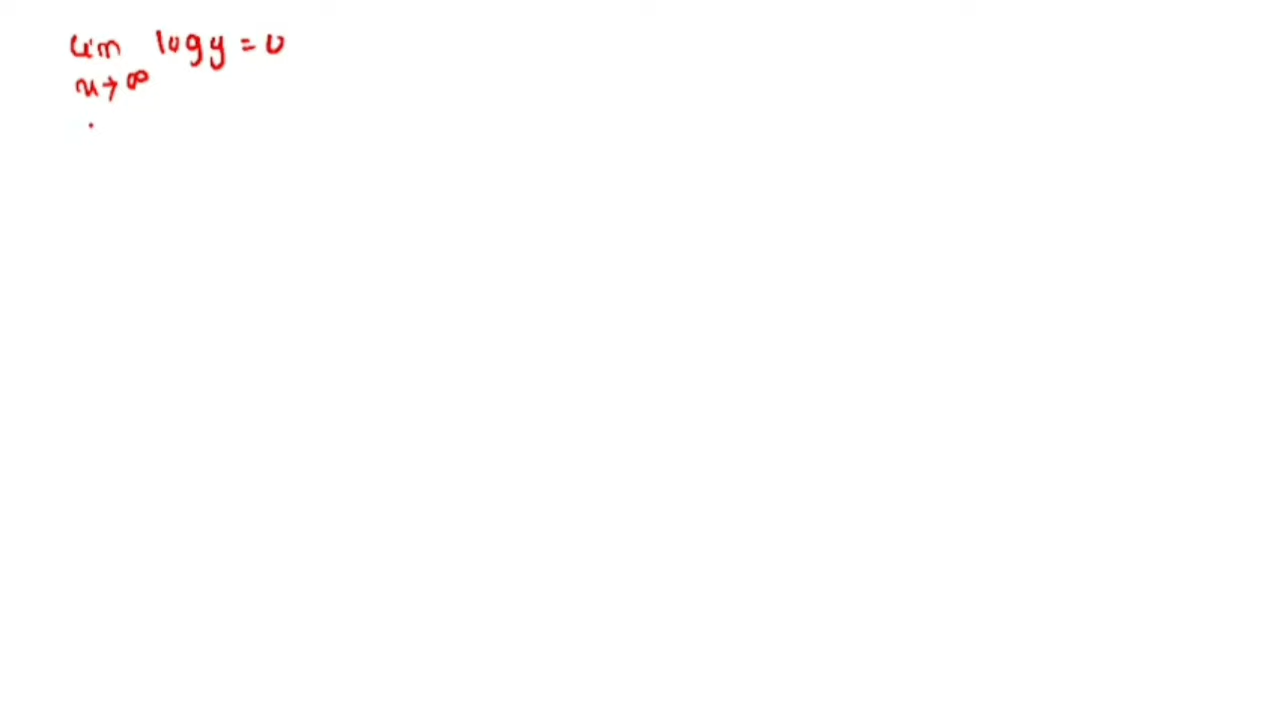 lim log y = 0
x → ∞